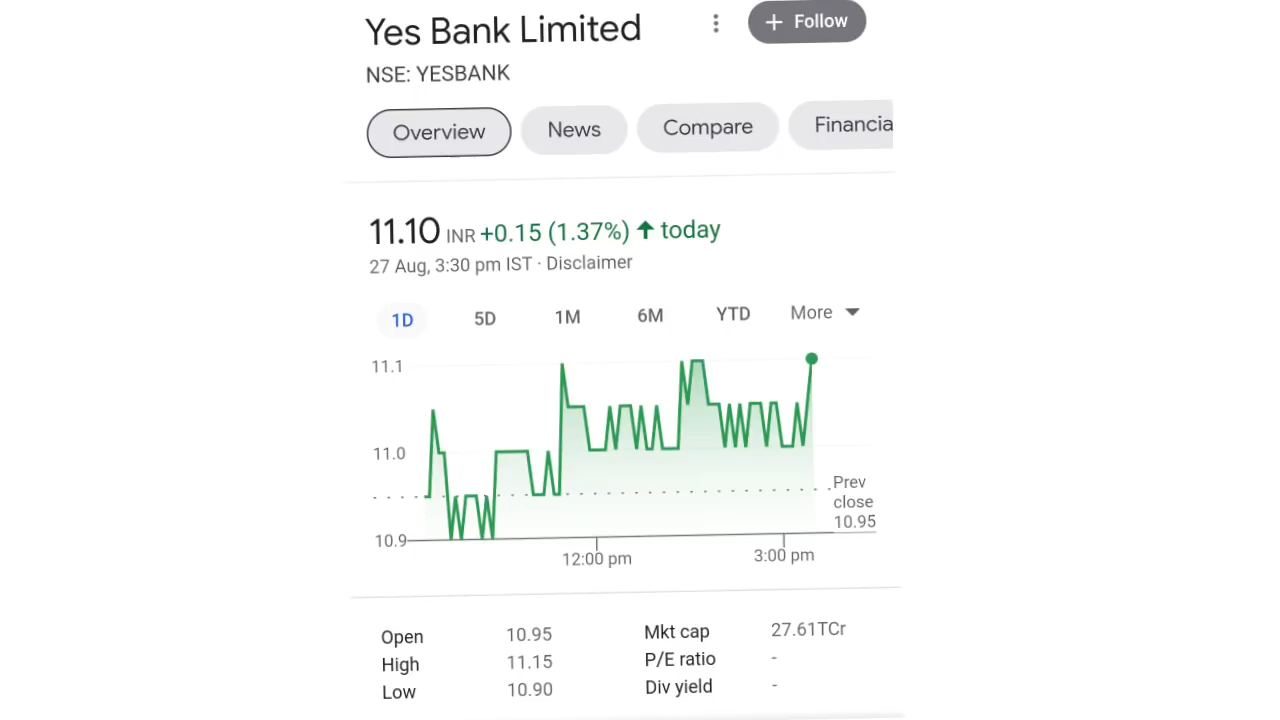 Yes Bank Limited
+ Follow
NSE: YESBANK
Overview News Compare Financia
11.10 INR +0.15 (1.37%) today
27 Aug, 3:30 pm IST · Disclaimer
1D 5D 1M 6M YTD More
11.1
11.0
10.9
Prev
close
10.95
12:00 pm 3:00 pm
Open 10.95 Mkt cap 27.61TCr
High 11.15 P/E ratio -
Low 10.90 Div yield -